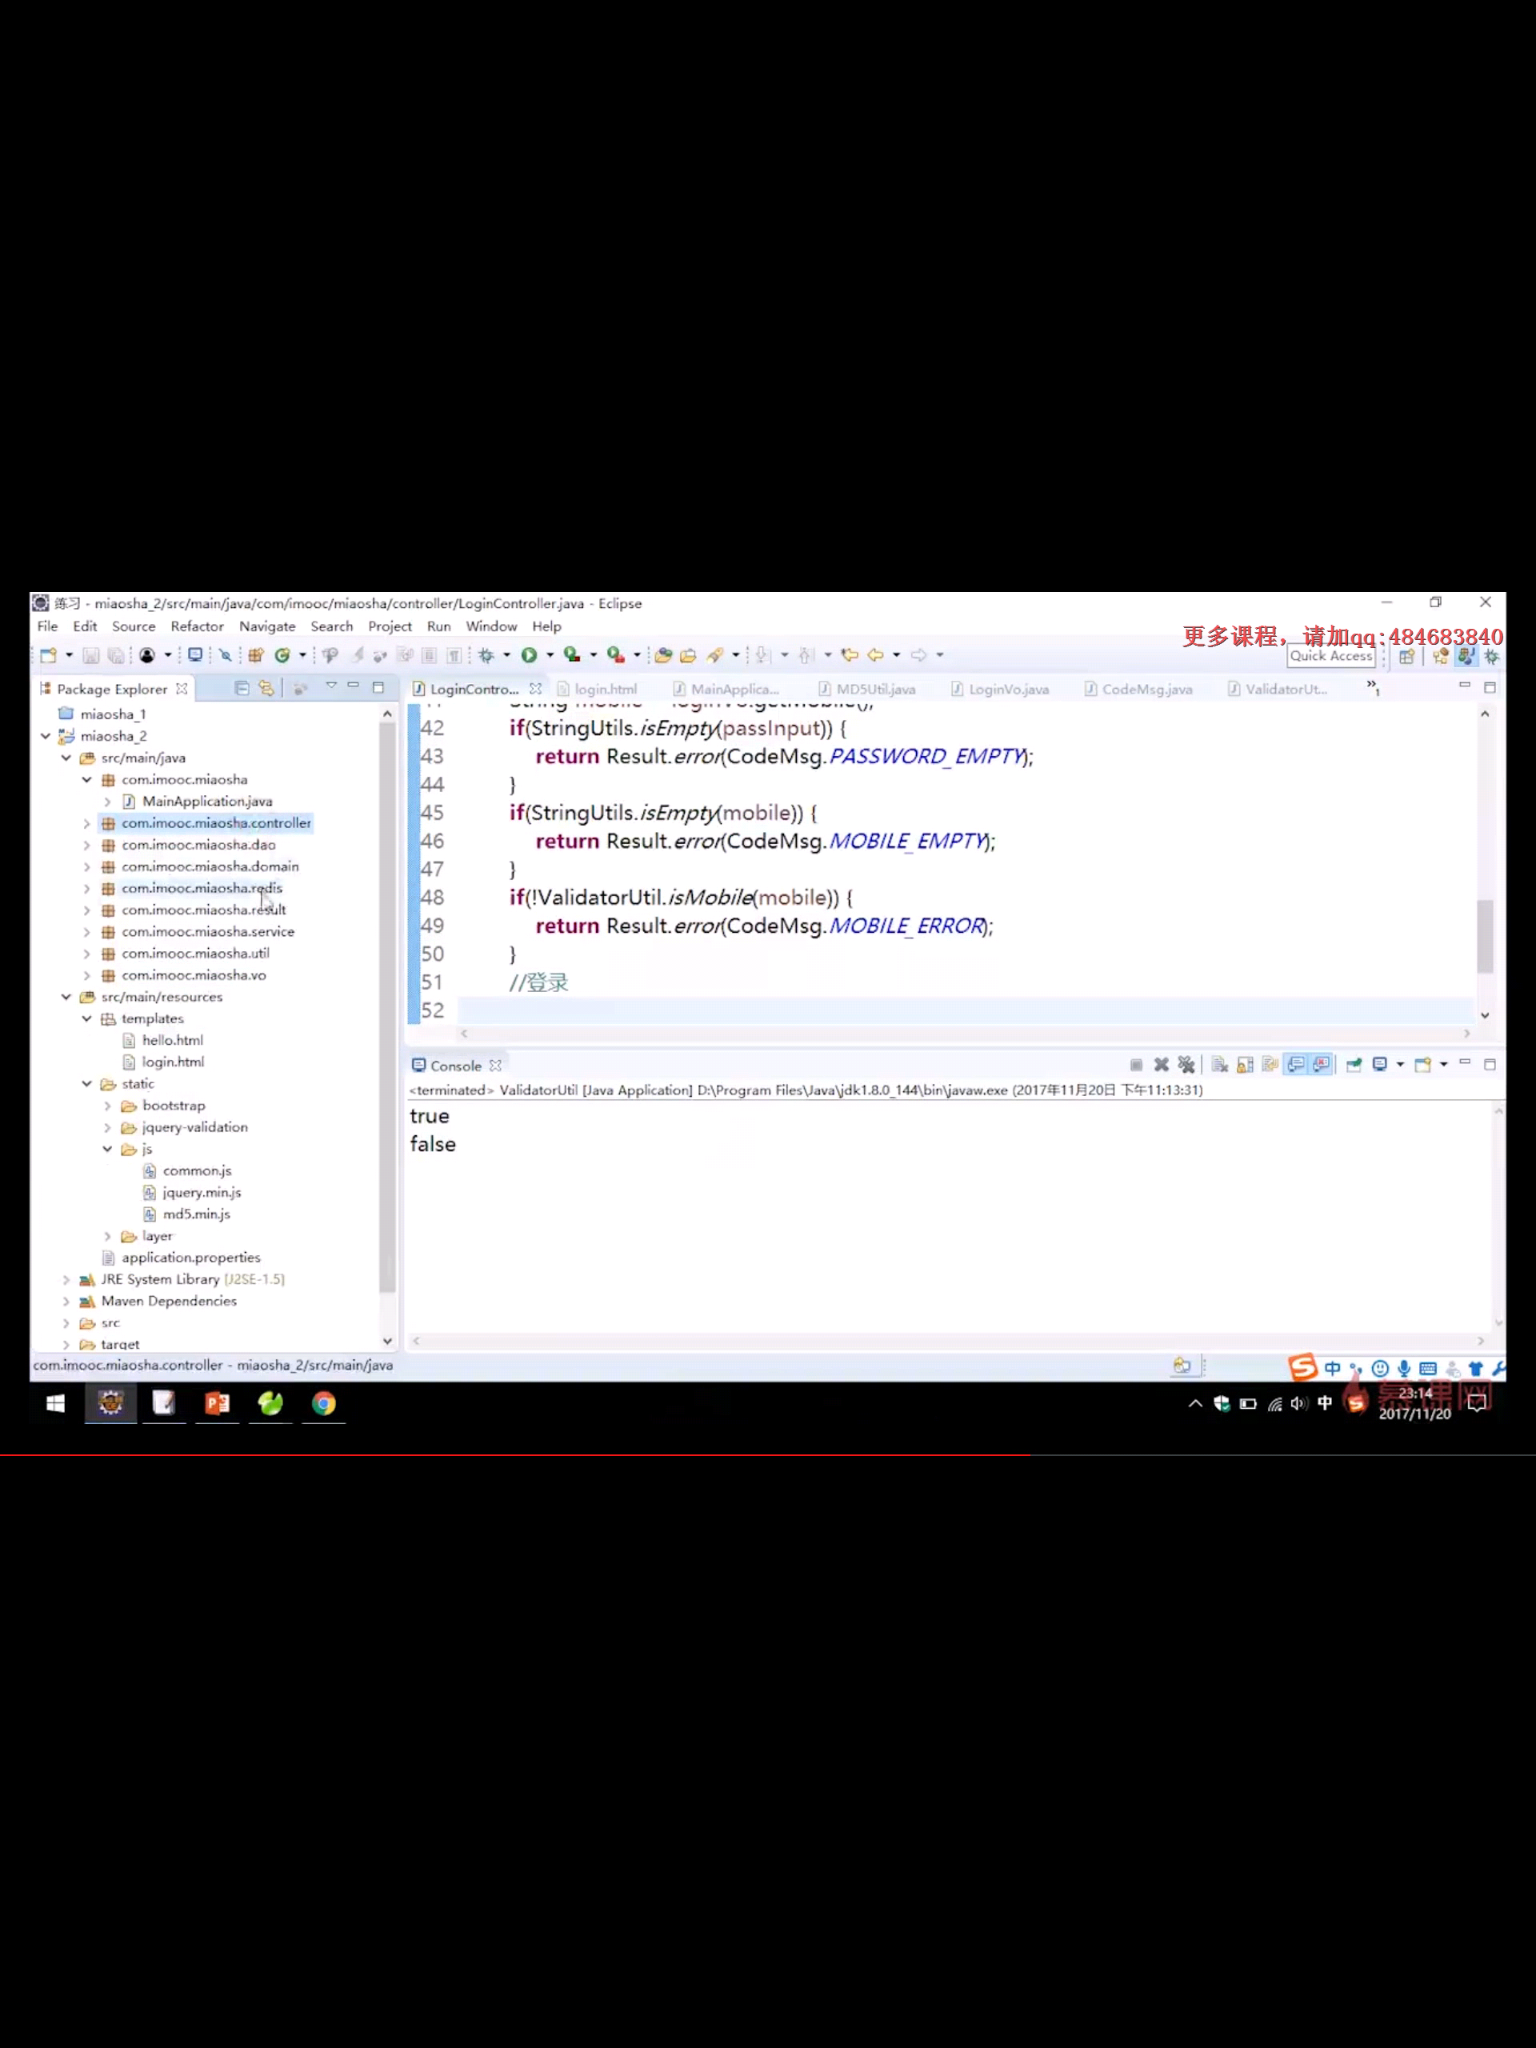 练习 - miaosha_2/src/main/java/com/imooc/miaosha/controller/LoginController.java - Eclipse
File Edit Source Refactor Navigate Search Project Run Window Help
更多课程，请加qq:484683840
Quick Access
Package Explorer
miaosha_1
miaosha_2
src/main/java
com.imooc.miaosha
MainApplication.java
com.imooc.miaosha.controller
com.imooc.miaosha.dao
com.imooc.miaosha.domain
com.imooc.miaosha.redis
com.imooc.miaosha.result
com.imooc.miaosha.service
com.imooc.miaosha.util
com.imooc.miaosha.vo
src/main/resources
templates
hello.html
login.html
static
bootstrap
jquery-validation
js
common.js
jquery.min.js
md5.min.js
layer
application.properties
JRE System Library [J2SE-1.5]
Maven Dependencies
src
target
LoginContro... login.html MainApplica... MD5Util.java LoginVo.java CodeMsg.java ValidatorUt... »1
String mobile = loginVo.getMobile();
42 if(StringUtils.isEmpty(passInput)) {
43 return Result.error(CodeMsg.PASSWORD_EMPTY);
44 }
45 if(StringUtils.isEmpty(mobile)) {
46 return Result.error(CodeMsg.MOBILE_EMPTY);
47 }
48 if(!ValidatorUtil.isMobile(mobile)) {
49 return Result.error(CodeMsg.MOBILE_ERROR);
50 }
51 //登录
52
Console
<terminated> ValidatorUtil [Java Application] D:\Program Files\Java\jdk1.8.0_144\bin\javaw.exe (2017年11月20日 下午11:13:31)
true
false
com.imooc.miaosha.controller - miaosha_2/src/main/java
中
中
慕课网
23:14
2017/11/20